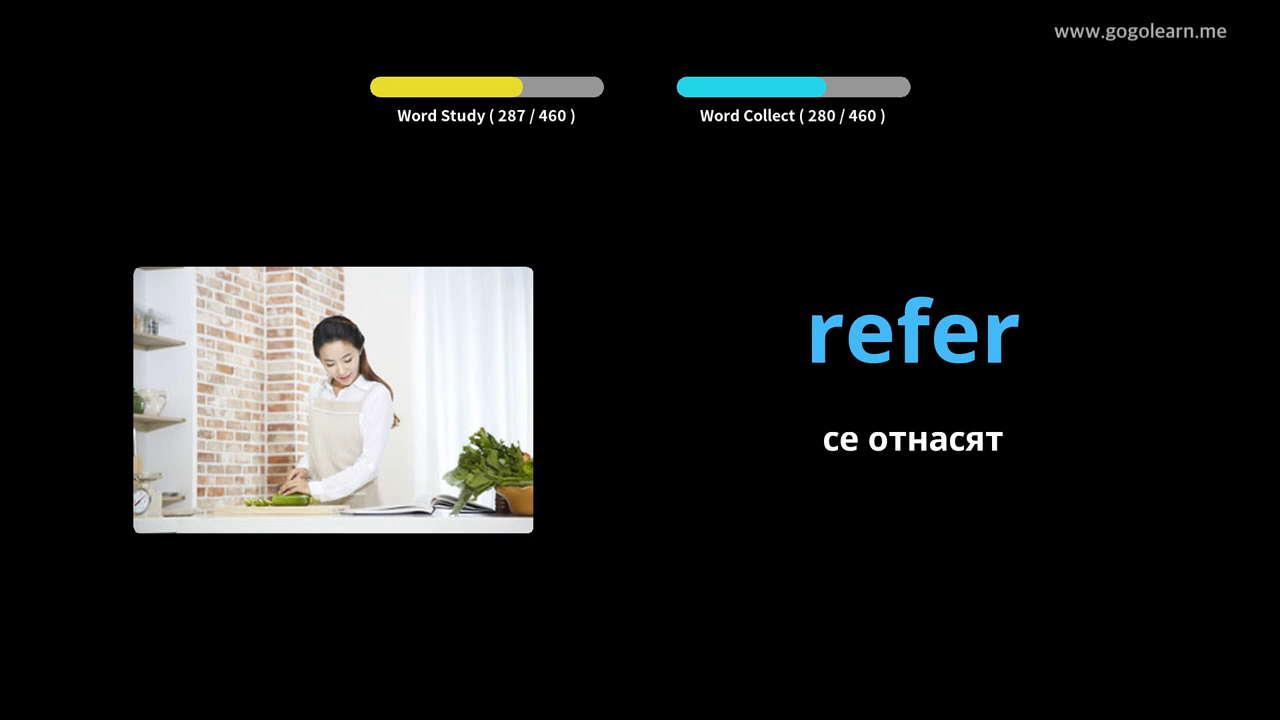 www.gogolearn.me
Word Study ( 287 / 460 )
Word Collect ( 280 / 460 )
refer
се отнасят